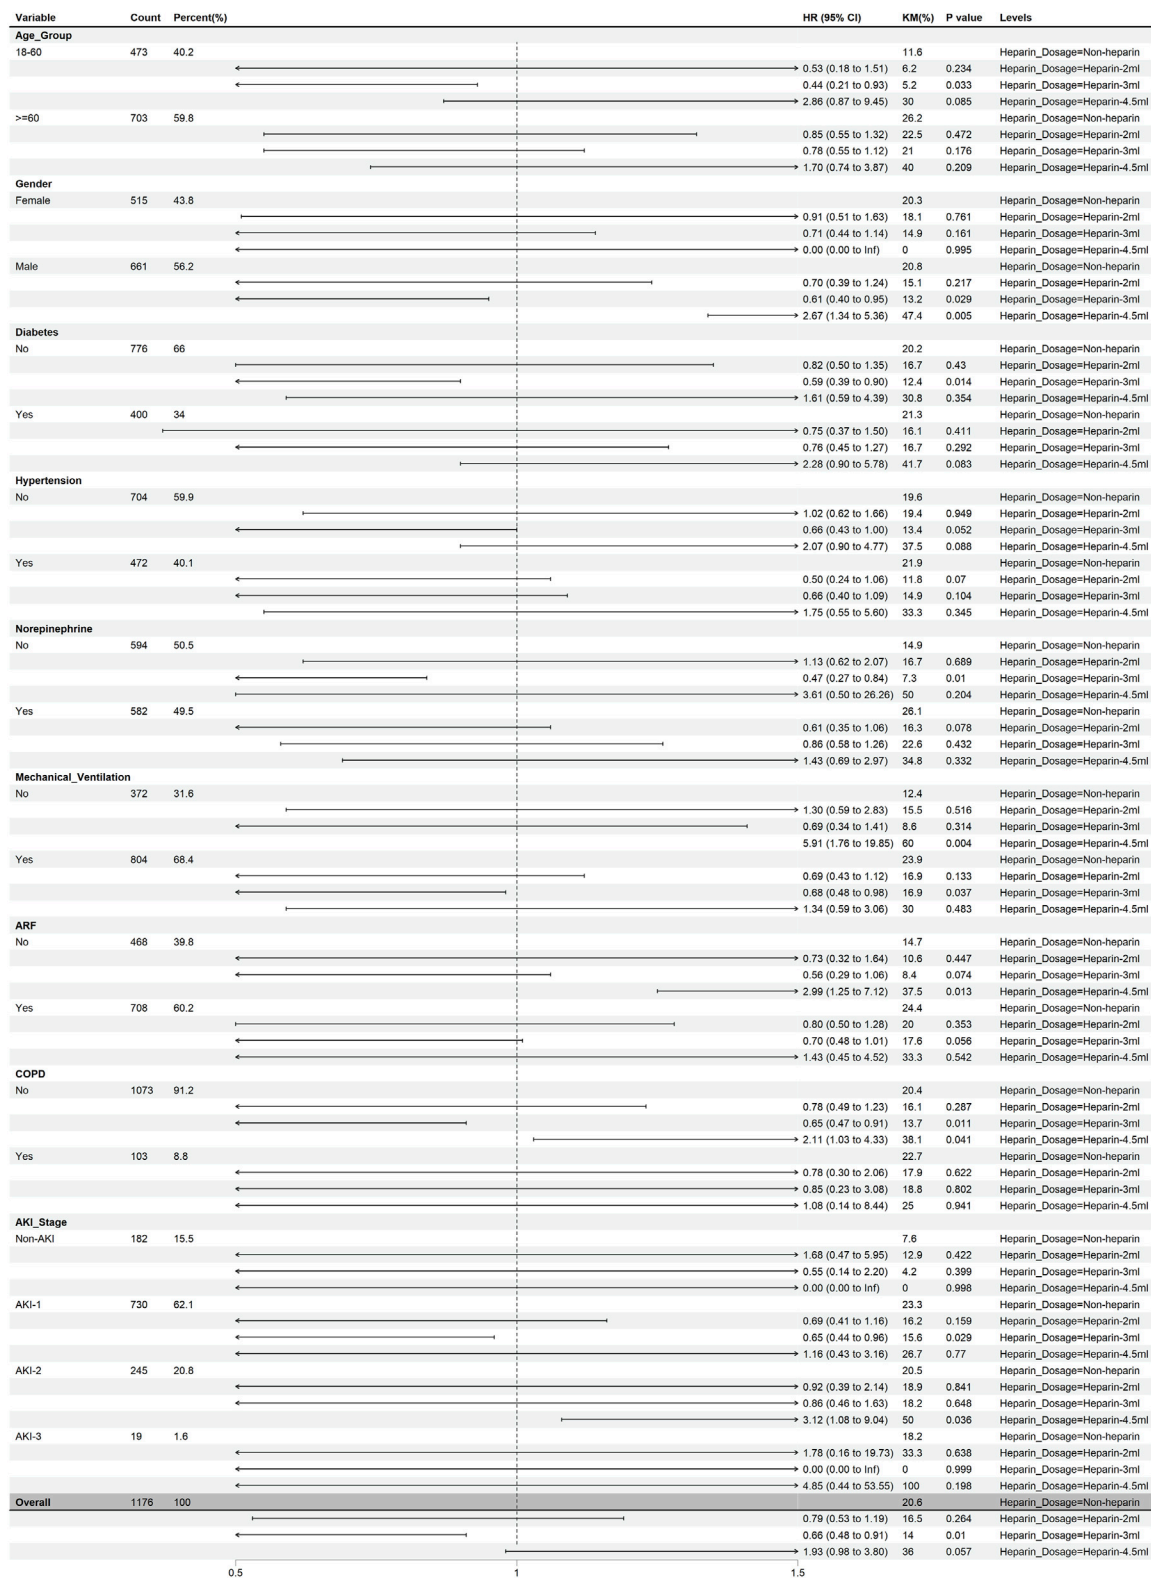 Variable Count Percent(%) HR (95% CI) KM(%) P value Levels
Age_Group
18-60 473 40.2 11.6 Heparin_Dosage=Non-heparin
0.53 (0.18 to 1.51) 6.2 0.234 Heparin_Dosage=Heparin-2ml
0.44 (0.21 to 0.93) 5.2 0.033 Heparin_Dosage=Heparin-3ml
2.86 (0.87 to 9.45) 30 0.085 Heparin_Dosage=Heparin-4.5ml
>=60 703 59.8 26.2 Heparin_Dosage=Non-heparin
0.85 (0.55 to 1.32) 22.5 0.472 Heparin_Dosage=Heparin-2ml
0.78 (0.55 to 1.12) 21 0.176 Heparin_Dosage=Heparin-3ml
1.70 (0.74 to 3.87) 40 0.209 Heparin_Dosage=Heparin-4.5ml
Gender
Female 515 43.8 20.3 Heparin_Dosage=Non-heparin
0.91 (0.51 to 1.63) 18.1 0.761 Heparin_Dosage=Heparin-2ml
0.71 (0.44 to 1.14) 14.9 0.161 Heparin_Dosage=Heparin-3ml
0.00 (0.00 to Inf) 0 0.995 Heparin_Dosage=Heparin-4.5ml
Male 661 56.2 20.8 Heparin_Dosage=Non-heparin
0.70 (0.39 to 1.24) 15.1 0.217 Heparin_Dosage=Heparin-2ml
0.61 (0.40 to 0.95) 13.2 0.029 Heparin_Dosage=Heparin-3ml
2.67 (1.34 to 5.36) 47.4 0.005 Heparin_Dosage=Heparin-4.5ml
Diabetes
No 776 66 20.2 Heparin_Dosage=Non-heparin
0.82 (0.50 to 1.35) 16.7 0.43 Heparin_Dosage=Heparin-2ml
0.59 (0.39 to 0.90) 12.4 0.014 Heparin_Dosage=Heparin-3ml
1.61 (0.59 to 4.39) 30.8 0.354 Heparin_Dosage=Heparin-4.5ml
Yes 400 34 21.3 Heparin_Dosage=Non-heparin
0.75 (0.37 to 1.50) 16.1 0.411 Heparin_Dosage=Heparin-2ml
0.76 (0.45 to 1.27) 16.7 0.292 Heparin_Dosage=Heparin-3ml
2.28 (0.90 to 5.78) 41.7 0.083 Heparin_Dosage=Heparin-4.5ml
Hypertension
No 704 59.9 19.6 Heparin_Dosage=Non-heparin
1.02 (0.62 to 1.66) 19.4 0.949 Heparin_Dosage=Heparin-2ml
0.66 (0.43 to 1.00) 13.4 0.052 Heparin_Dosage=Heparin-3ml
2.07 (0.90 to 4.77) 37.5 0.088 Heparin_Dosage=Heparin-4.5ml
Yes 472 40.1 21.9 Heparin_Dosage=Non-heparin
0.50 (0.24 to 1.06) 11.8 0.07 Heparin_Dosage=Heparin-2ml
0.66 (0.40 to 1.09) 14.9 0.104 Heparin_Dosage=Heparin-3ml
1.75 (0.55 to 5.60) 33.3 0.345 Heparin_Dosage=Heparin-4.5ml
Norepinephrine
No 594 50.5 14.9 Heparin_Dosage=Non-heparin
1.13 (0.62 to 2.07) 16.7 0.689 Heparin_Dosage=Heparin-2ml
0.47 (0.27 to 0.84) 7.3 0.01 Heparin_Dosage=Heparin-3ml
3.61 (0.50 to 26.26) 50 0.204 Heparin_Dosage=Heparin-4.5ml
Yes 582 49.5 26.1 Heparin_Dosage=Non-heparin
0.61 (0.35 to 1.06) 16.3 0.078 Heparin_Dosage=Heparin-2ml
0.86 (0.58 to 1.26) 22.6 0.432 Heparin_Dosage=Heparin-3ml
1.43 (0.69 to 2.97) 34.8 0.332 Heparin_Dosage=Heparin-4.5ml
Mechanical_Ventilation
No 372 31.6 12.4 Heparin_Dosage=Non-heparin
1.30 (0.59 to 2.83) 15.5 0.516 Heparin_Dosage=Heparin-2ml
0.69 (0.34 to 1.41) 8.6 0.314 Heparin_Dosage=Heparin-3ml
5.91 (1.76 to 19.85) 60 0.004 Heparin_Dosage=Heparin-4.5ml
Yes 804 68.4 23.9 Heparin_Dosage=Non-heparin
0.69 (0.43 to 1.12) 16.9 0.133 Heparin_Dosage=Heparin-2ml
0.68 (0.48 to 0.98) 16.9 0.037 Heparin_Dosage=Heparin-3ml
1.34 (0.59 to 3.06) 30 0.483 Heparin_Dosage=Heparin-4.5ml
ARF
No 468 39.8 14.7 Heparin_Dosage=Non-heparin
0.73 (0.32 to 1.64) 10.6 0.447 Heparin_Dosage=Heparin-2ml
0.56 (0.29 to 1.06) 8.4 0.074 Heparin_Dosage=Heparin-3ml
2.99 (1.25 to 7.12) 37.5 0.013 Heparin_Dosage=Heparin-4.5ml
Yes 708 60.2 24.4 Heparin_Dosage=Non-heparin
0.80 (0.50 to 1.28) 20 0.353 Heparin_Dosage=Heparin-2ml
0.70 (0.48 to 1.01) 17.6 0.056 Heparin_Dosage=Heparin-3ml
1.43 (0.45 to 4.52) 33.3 0.542 Heparin_Dosage=Heparin-4.5ml
COPD
No 1073 91.2 20.4 Heparin_Dosage=Non-heparin
0.78 (0.49 to 1.23) 16.1 0.287 Heparin_Dosage=Heparin-2ml
0.65 (0.47 to 0.91) 13.7 0.011 Heparin_Dosage=Heparin-3ml
2.11 (1.03 to 4.33) 38.1 0.041 Heparin_Dosage=Heparin-4.5ml
Yes 103 8.8 22.7 Heparin_Dosage=Non-heparin
0.78 (0.30 to 2.06) 17.9 0.622 Heparin_Dosage=Heparin-2ml
0.85 (0.23 to 3.08) 18.8 0.802 Heparin_Dosage=Heparin-3ml
1.08 (0.14 to 8.44) 25 0.941 Heparin_Dosage=Heparin-4.5ml
AKI_Stage
Non-AKI 182 15.5 7.6 Heparin_Dosage=Non-heparin
1.68 (0.47 to 5.95) 12.9 0.422 Heparin_Dosage=Heparin-2ml
0.55 (0.14 to 2.20) 4.2 0.399 Heparin_Dosage=Heparin-3ml
0.00 (0.00 to Inf) 0 0.998 Heparin_Dosage=Heparin-4.5ml
AKI-1 730 62.1 23.3 Heparin_Dosage=Non-heparin
0.69 (0.41 to 1.16) 16.2 0.159 Heparin_Dosage=Heparin-2ml
0.65 (0.44 to 0.96) 15.6 0.029 Heparin_Dosage=Heparin-3ml
1.16 (0.43 to 3.16) 26.7 0.77 Heparin_Dosage=Heparin-4.5ml
AKI-2 245 20.8 20.5 Heparin_Dosage=Non-heparin
0.92 (0.39 to 2.14) 18.9 0.841 Heparin_Dosage=Heparin-2ml
0.86 (0.46 to 1.63) 18.2 0.648 Heparin_Dosage=Heparin-3ml
3.12 (1.08 to 9.04) 50 0.036 Heparin_Dosage=Heparin-4.5ml
AKI-3 19 1.6 18.2 Heparin_Dosage=Non-heparin
1.78 (0.16 to 19.73) 33.3 0.638 Heparin_Dosage=Heparin-2ml
0.00 (0.00 to Inf) 0 0.999 Heparin_Dosage=Heparin-3ml
4.85 (0.44 to 53.55) 100 0.198 Heparin_Dosage=Heparin-4.5ml
Overall 1176 100 20.6 Heparin_Dosage=Non-heparin
0.79 (0.53 to 1.19) 16.5 0.264 Heparin_Dosage=Heparin-2ml
0.66 (0.48 to 0.91) 14 0.01 Heparin_Dosage=Heparin-3ml
1.93 (0.98 to 3.80) 36 0.057 Heparin_Dosage=Heparin-4.5ml
0.5 1 1.5